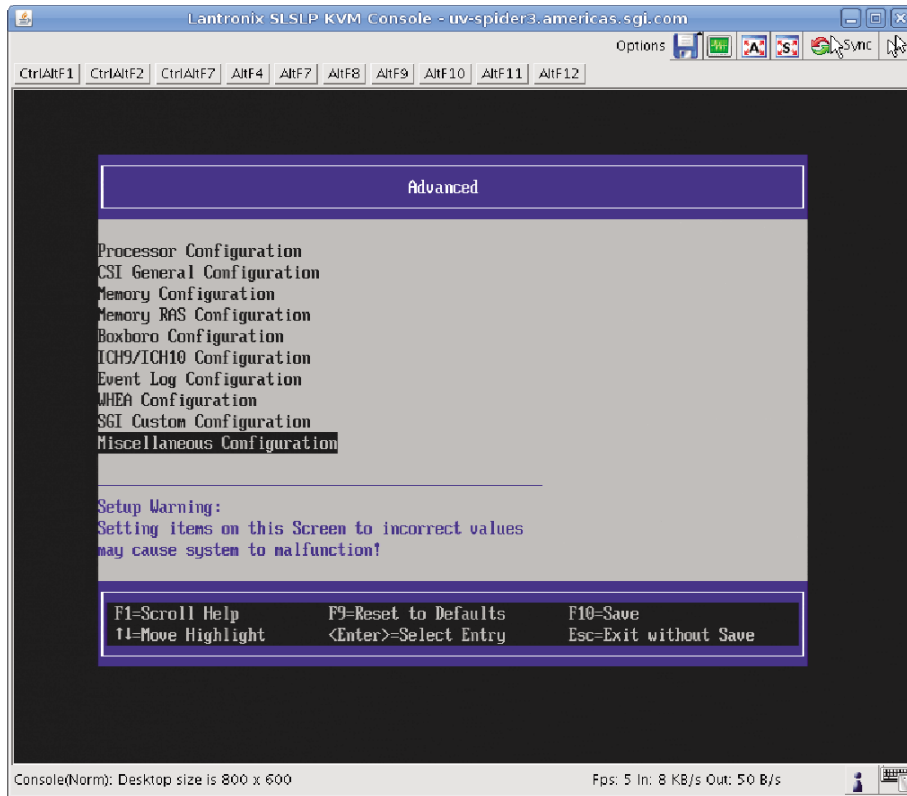 Lantronix SLSLP KVM Console - uv-spider3.americas.sgi.com
Options A S Sync
CtrlAltF1 CtrlAltF2 CtrlAltF7 AltF4 AltF7 AltF8 AltF9 AltF10 AltF11 AltF12
Advanced
Processor Configuration
CSI General Configuration
Memory Configuration
Memory RAS Configuration
Boxboro Configuration
ICH9/ICH10 Configuration
Event Log Configuration
WHEA Configuration
SGI Custom Configuration
Miscellaneous Configuration
Setup Warning:
Setting items on this Screen to incorrect values
may cause system to malfunction!
F1=Scroll Help F9=Reset to Defaults F10=Save
↑↓=Move Highlight <Enter>=Select Entry Esc=Exit without Save
Console(Norm): Desktop size is 800 x 600 Fps: 5 In: 8 KB/s Out: 50 B/s